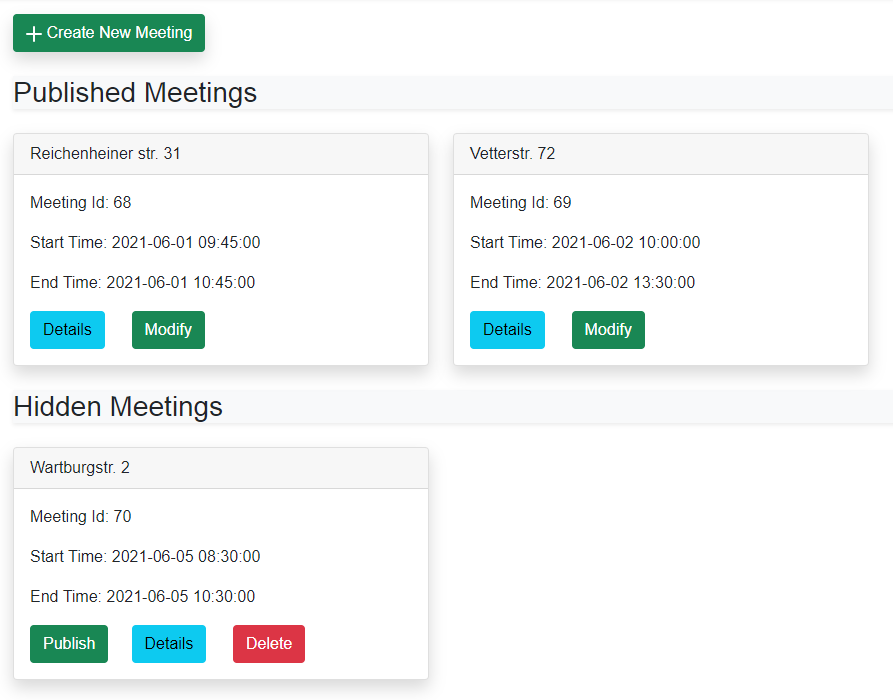 Create New Meeting
Published Meetings
Reichenheiner str. 31
Meeting Id: 68
Start Time: 2021-06-01 09:45:00
End Time: 2021-06-01 10:45:00
Details Modify
Vetterstr. 72
Meeting Id: 69
Start Time: 2021-06-02 10:00:00
End Time: 2021-06-02 13:30:00
Details Modify
Hidden Meetings
Wartburgstr. 2
Meeting Id: 70
Start Time: 2021-06-05 08:30:00
End Time: 2021-06-05 10:30:00
Publish Details Delete